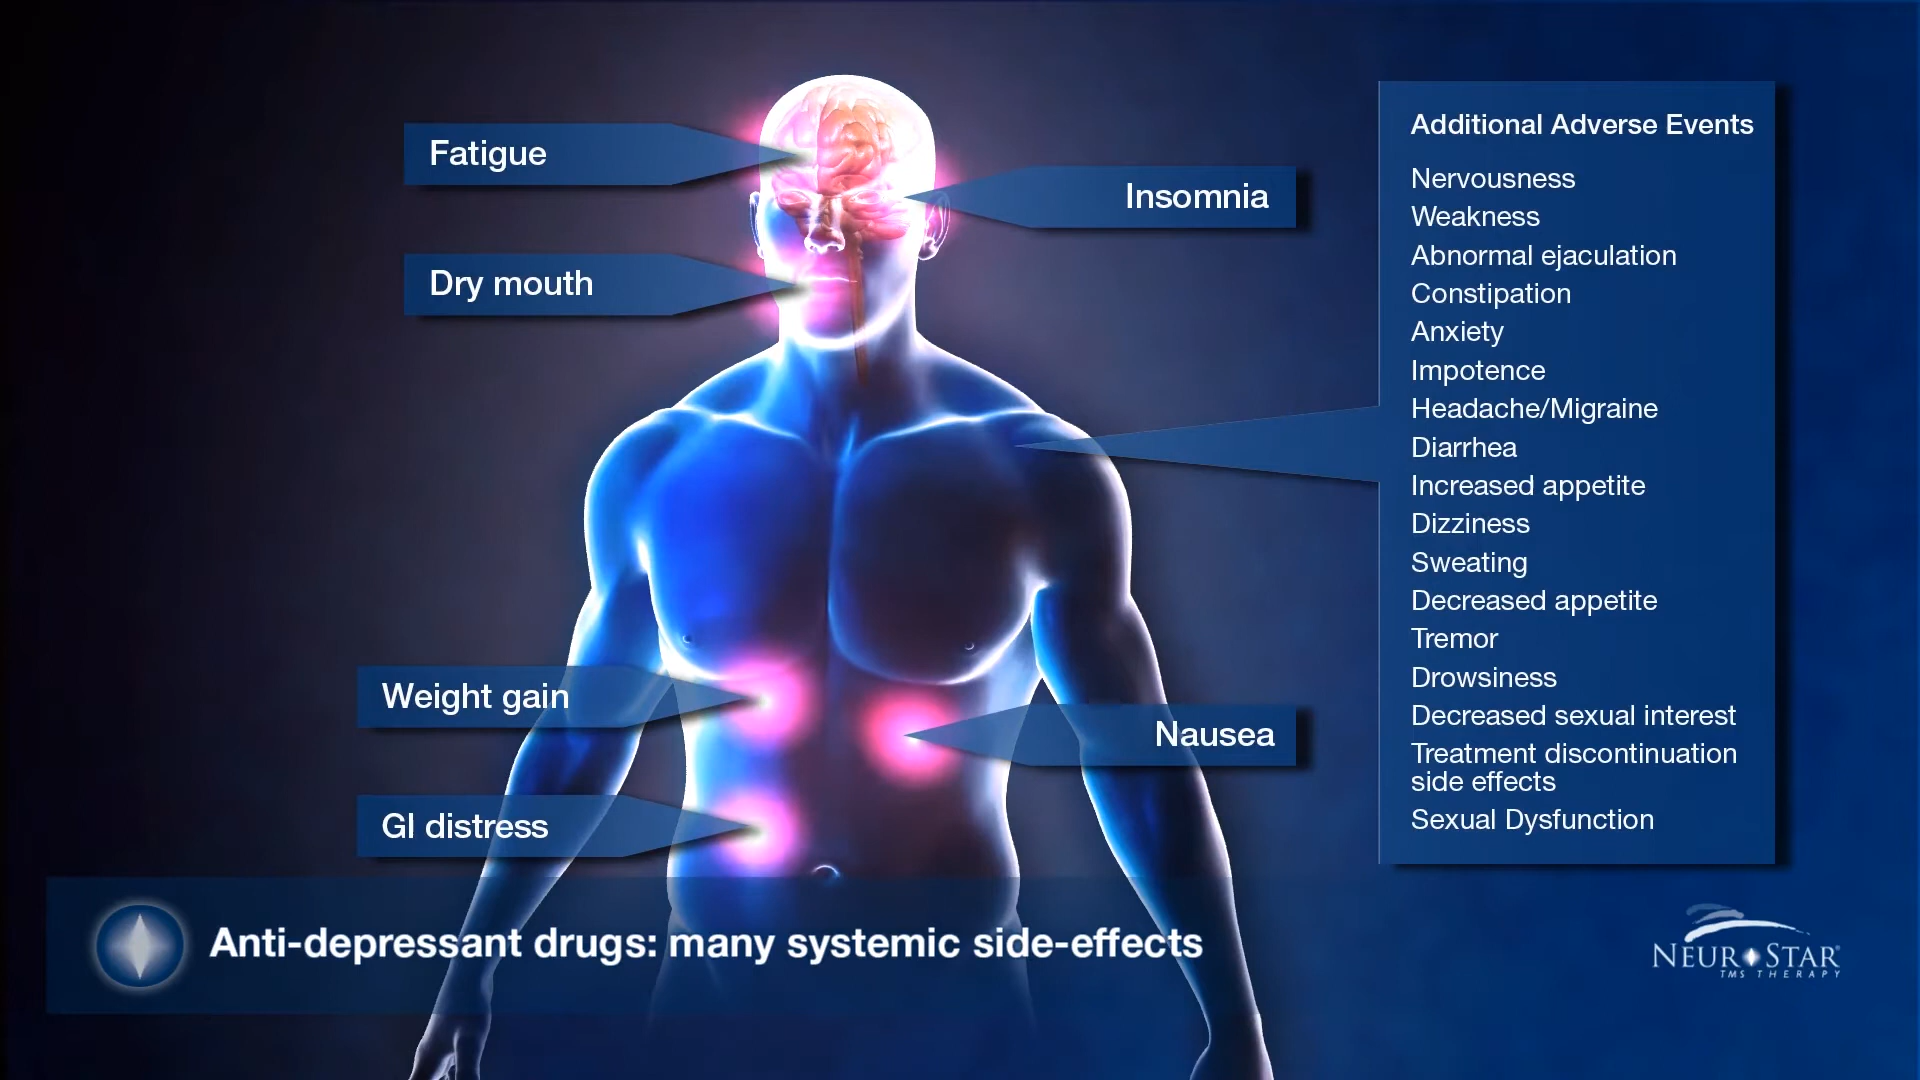 Fatigue
Insomnia
Dry mouth
Weight gain
Nausea
GI distress
Additional Adverse Events
Nervousness
Weakness
Abnormal ejaculation
Constipation
Anxiety
Impotence
Headache/Migraine
Diarrhea
Increased appetite
Dizziness
Sweating
Decreased appetite
Tremor
Drowsiness
Decreased sexual interest
Treatment discontinuation
side effects
Sexual Dysfunction
Anti-depressant drugs: many systemic side-effects
NEUROSTAR®
TMS THERAPY